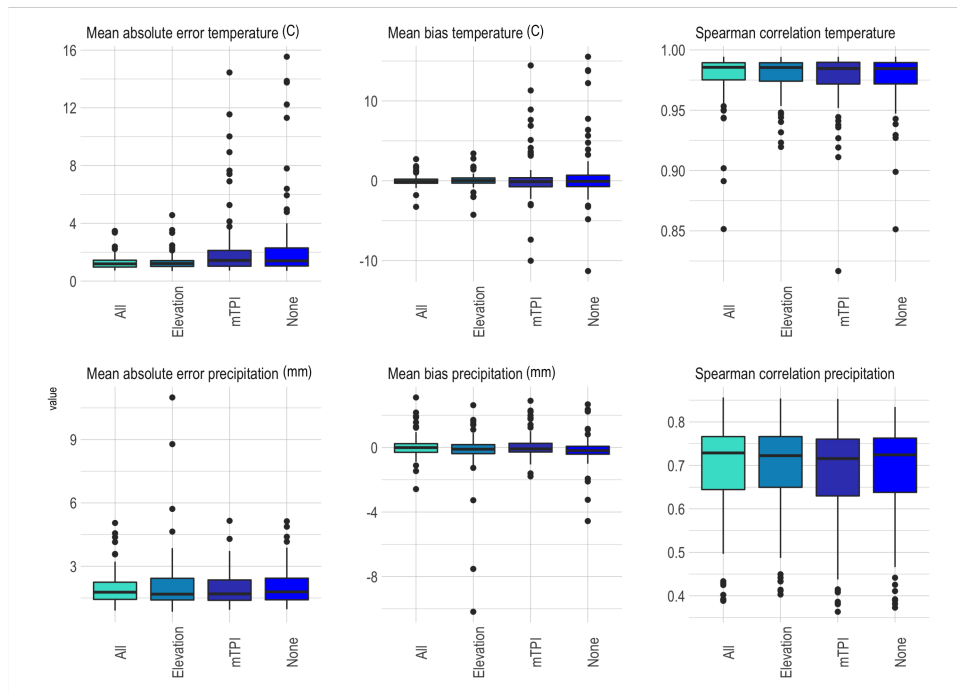 Mean absolute error temperature (C)
16
12
8
4
0
All
Elevation
mTPI
None
Mean bias temperature (C)
10
0
-10
All
Elevation
mTPI
None
Spearman correlation temperature
1.00
0.95
0.90
0.85
All
Elevation
mTPI
None
value
Mean absolute error precipitation (mm)
9
6
3
All
Elevation
mTPI
None
Mean bias precipitation (mm)
0
-4
-8
All
Elevation
mTPI
None
Spearman correlation precipitation
0.8
0.7
0.6
0.5
0.4
All
Elevation
mTPI
None